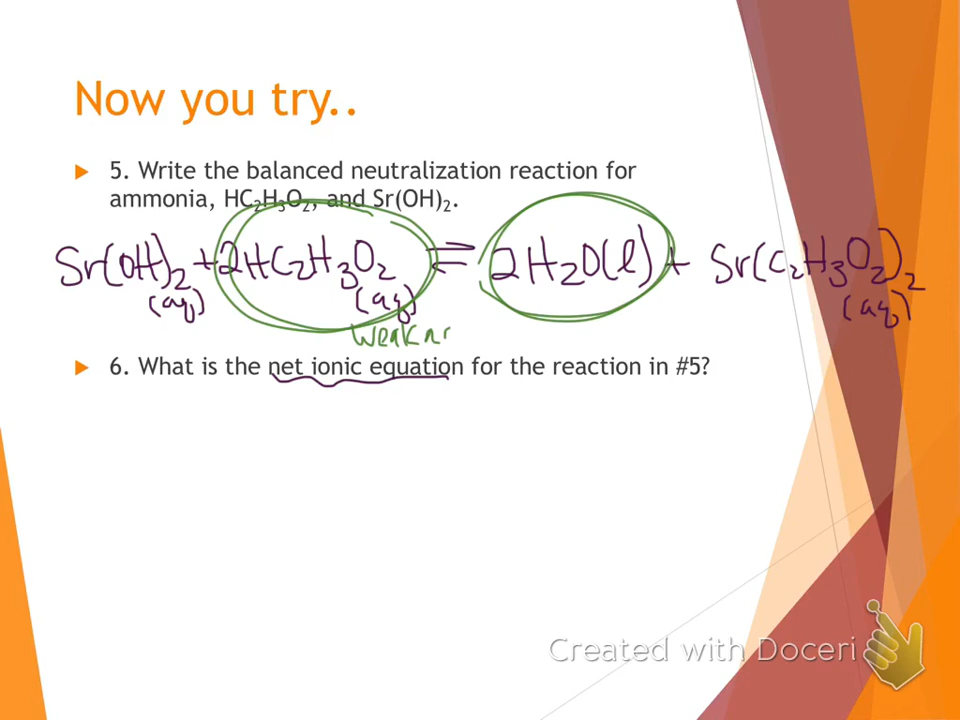 Now you try..
5. Write the balanced neutralization reaction for
ammonia, HC₂H₃O₂, and Sr(OH)₂.
Sr(OH)₂ + 2HC₂H₃O₂ ⇌ 2H₂O(l) + Sr(C₂H₃O₂)₂
(aq) (aq) (aq)
weak
6. What is the net ionic equation for the reaction in #5?
Created with Doceri